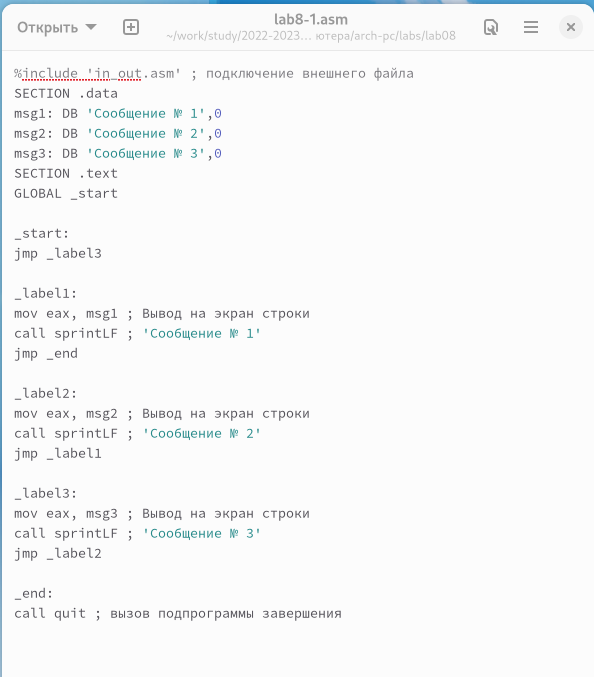 Открыть
lab8-1.asm
~/work/study/2022-2023... ютера/arch-pc/labs/lab08
%include 'in_out.asm' ; подключение внешнего файла
SECTION .data
msg1: DB 'Сообщение № 1',0
msg2: DB 'Сообщение № 2',0
msg3: DB 'Сообщение № 3',0
SECTION .text
GLOBAL _start
_start:
jmp _label3
_label1:
mov eax, msg1 ; Вывод на экран строки
call sprintLF ; 'Сообщение № 1'
jmp _end
_label2:
mov eax, msg2 ; Вывод на экран строки
call sprintLF ; 'Сообщение № 2'
jmp _label1
_label3:
mov eax, msg3 ; Вывод на экран строки
call sprintLF ; 'Сообщение № 3'
jmp _label2
_end:
call quit ; вызов подпрограммы завершения